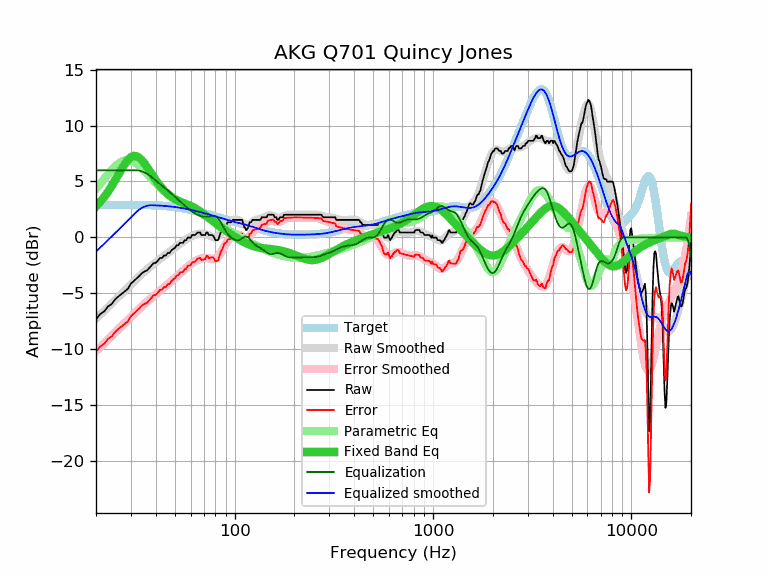 AKG Q701 Quincy Jones
15
10
5
0
−5
−10
−15
−20
Amplitude (dBr)
Target
Raw Smoothed
Error Smoothed
Raw
Error
Parametric Eq
Fixed Band Eq
Equalization
Equalized smoothed
100
1000
10000
Frequency (Hz)